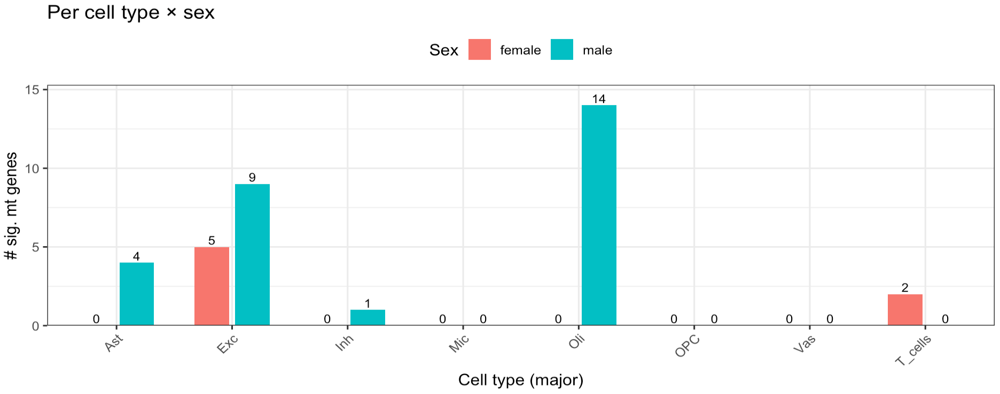 Per cell type × sex
Sex female male
# sig. mt genes
15
10
5
0
0 4
5 9
0 1
0 0
0 14
0 0
0 0
2 0
Ast Exc Inh Mic Oli OPC Vas T_cells
Cell type (major)